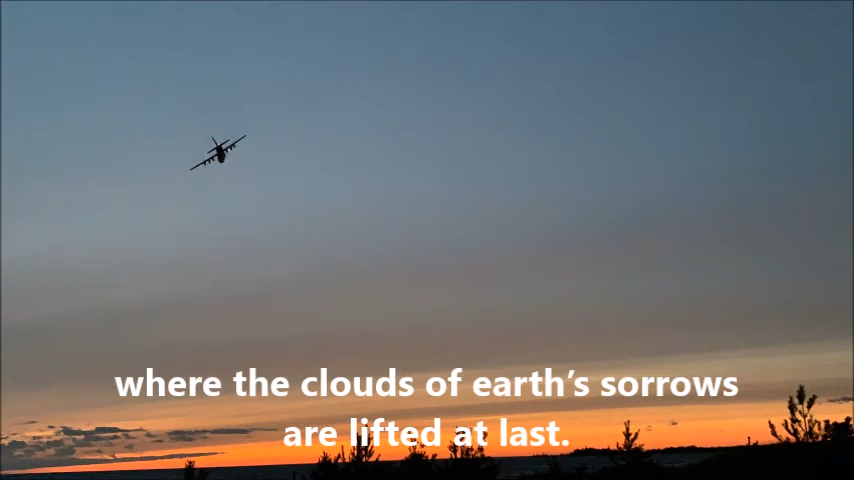 where the clouds of earth’s sorrows
are lifted at last.